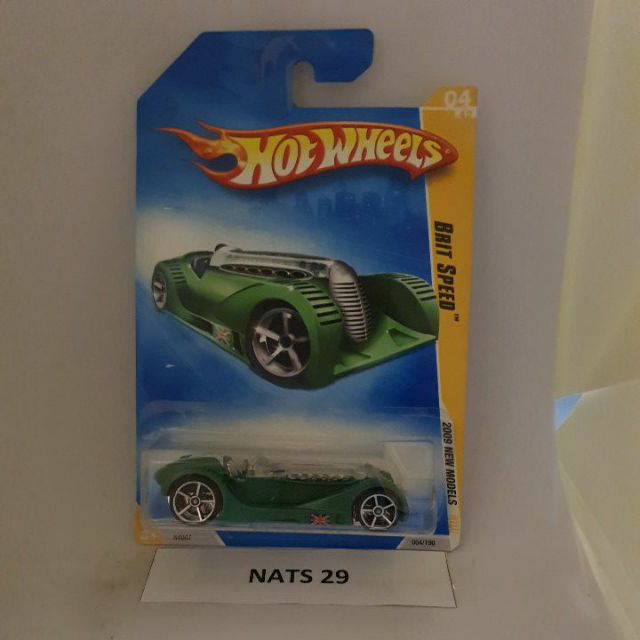 04
HOT WHEELS
BRIT SPEED™
2009 NEW MODELS
004/190
NATS 29